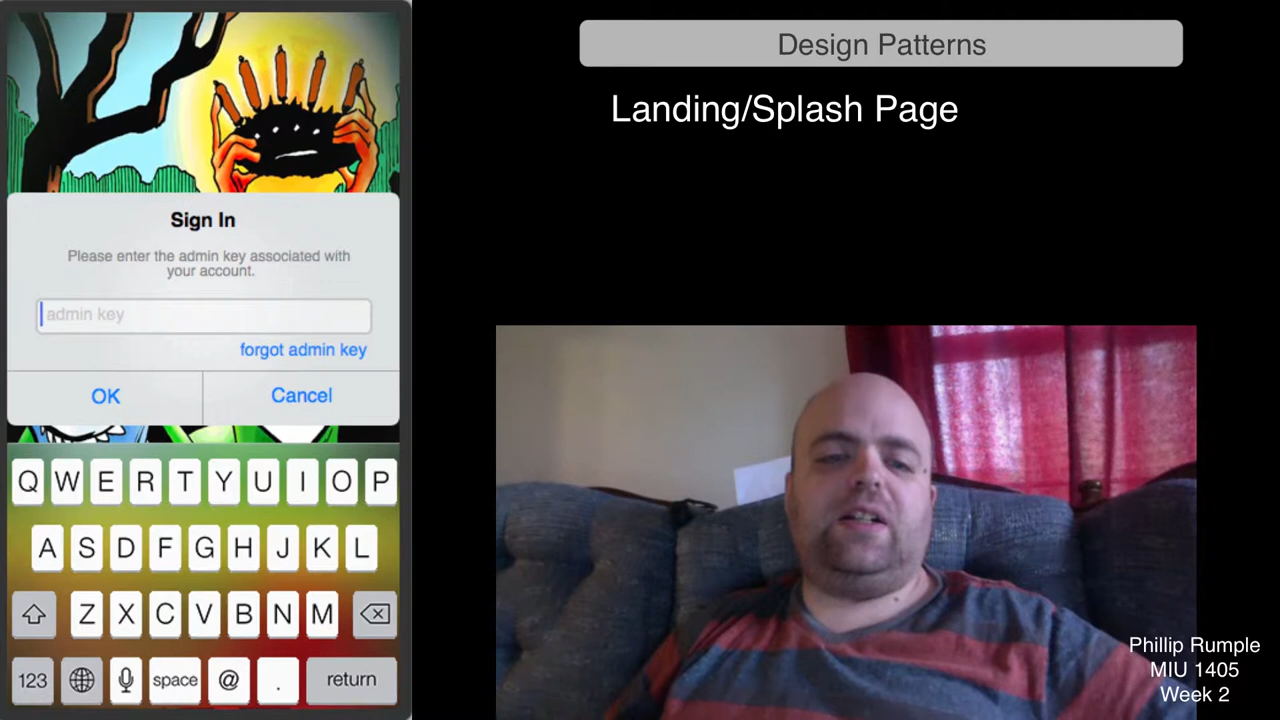 Design Patterns
Landing/Splash Page
Sign In
Please enter the admin key associated with
your account.
admin key
forgot admin key
OK
Cancel
Q W E R T Y U I O P
A S D F G H J K L
Z X C V B N M
123
space
@
.
return
Phillip Rumple
MIU 1405
Week 2